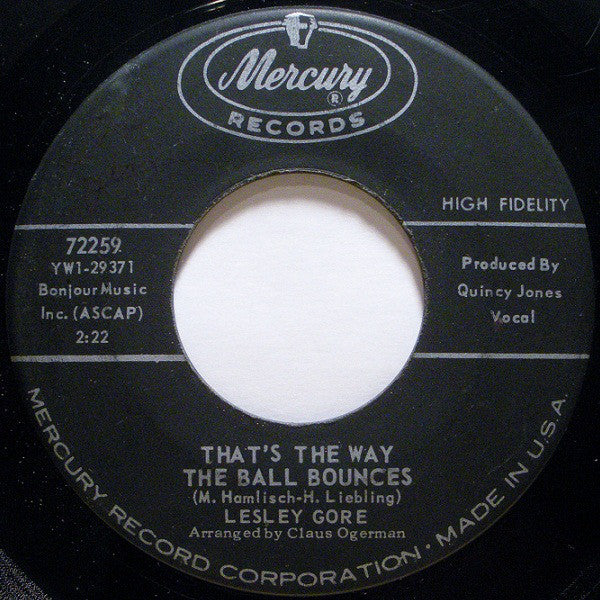 Mercury
®
RECORDS
HIGH FIDELITY
72259
YW1-29371
Bonjour Music
Inc. (ASCAP)
2:22
Produced By
Quincy Jones
Vocal
THAT'S THE WAY
THE BALL BOUNCES
(M. Hamlisch-H. Liebling)
LESLEY GORE
Arranged by Claus Ogerman
MERCURY RECORD CORPORATION • MADE IN U.S.A.